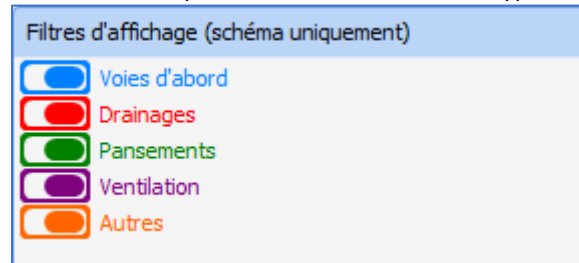 Filtres d'affichage (schéma uniquement)
Voies d'abord
Drainages
Pansements
Ventilation
Autres